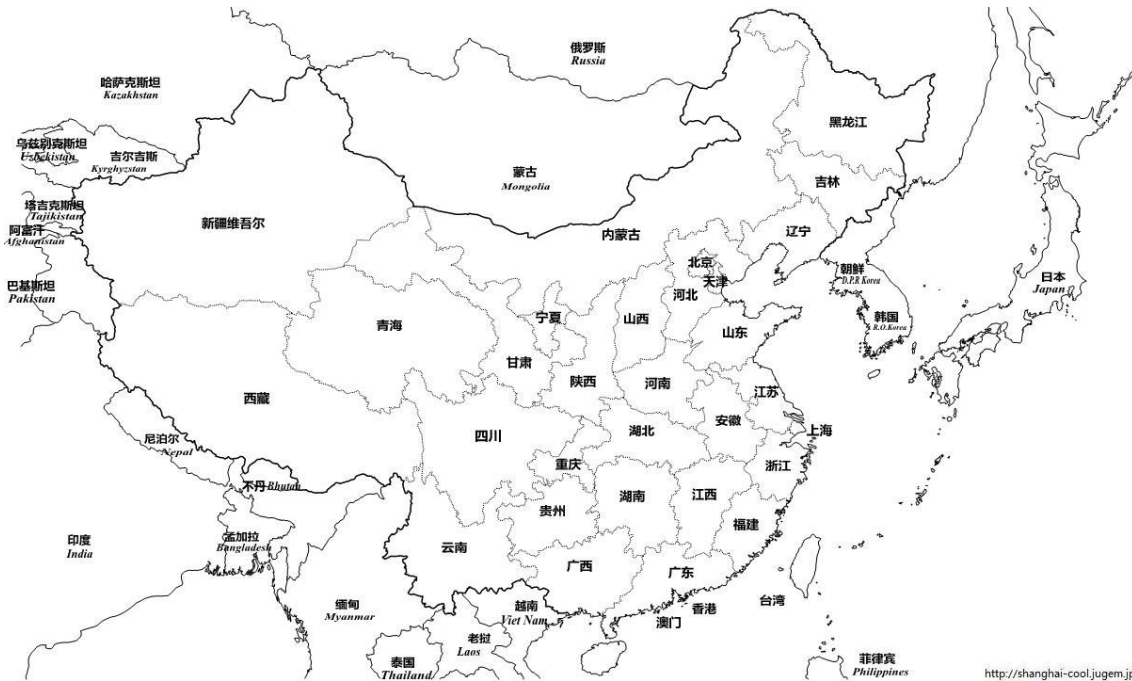 俄罗斯
Russia
哈萨克斯坦
Kazakhstan
黑龙江
乌兹别克斯坦
Uzbekistan
吉尔吉斯
Kyrghyzstan
蒙古
Mongolia
吉林
塔吉克斯坦
Tajikistan
新疆维吾尔
阿富汗
Afghanistan
内蒙古
辽宁
北京
天津
朝鲜
D.P.R Korea
日本
Japan
巴基斯坦
Pakistan
河北
青海
宁夏
山西
山东
韩国
R.O.Korea
甘肃
陕西
河南
江苏
西藏
安徽
四川
湖北
上海
尼泊尔
Nepal
重庆
浙江
不丹 Bhutan
贵州
湖南
江西
福建
印度
India
孟加拉
Bangladesh
云南
广西
广东
缅甸
Myanmar
越南
Viet Nam
香港
台湾
澳门
老挝
Laos
泰国
Thailand
菲律宾
Philippines
http://shanghai-cool.jugem.jp